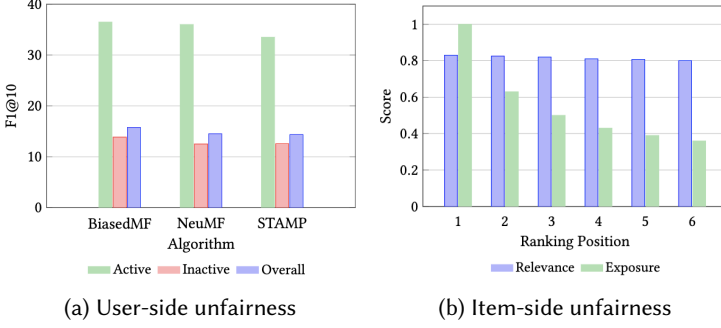 40
30
20
10
0
F1@10
BiasedMF NeuMF STAMP
Algorithm
Active Inactive Overall
(a) User-side unfairness
1
0.8
0.6
0.4
0.2
0
Score
1 2 3 4 5 6
Ranking Position
Relevance Exposure
(b) Item-side unfairness